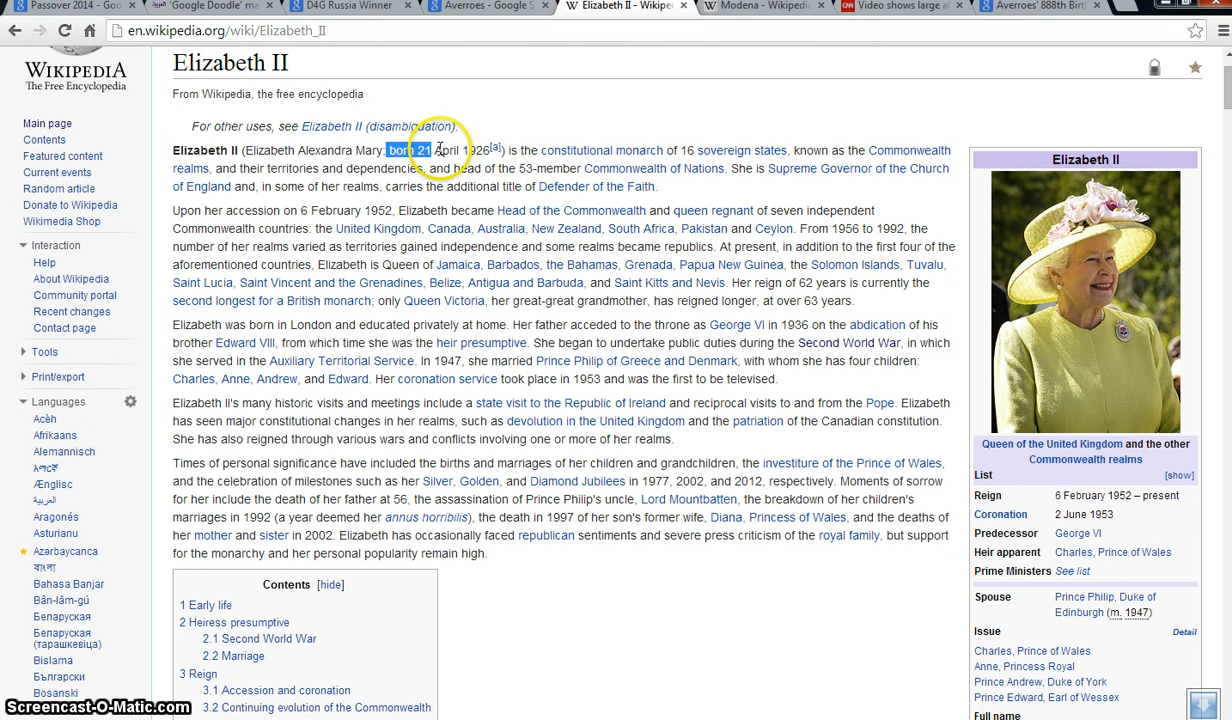 Passover 2014 - Goo
'Google Doodle' ma
D4G Russia Winner
Averroes - Google S
Elizabeth II - Wikipe
Modena - Wikipedia
Video shows large al
Averroes' 888th Birt
en.wikipedia.org/wiki/Elizabeth_II
WIKIPEDIA
The Free Encyclopedia
Main page
Contents
Featured content
Current events
Random article
Donate to Wikipedia
Wikimedia Shop
Interaction
Help
About Wikipedia
Community portal
Recent changes
Contact page
Tools
Print/export
Languages
Acèh
Afrikaans
Alemannisch
አማርኛ
Ænglisc
العربية
Aragonés
Asturianu
Azərbaycanca
বাংলা
Bahasa Banjar
Bân-lâm-gú
Беларуская
Беларуская
(тарашкевіца)
Bislama
Български
Bosanski
Elizabeth II
From Wikipedia, the free encyclopedia
For other uses, see Elizabeth II (disambiguation).
Elizabeth II (Elizabeth Alexandra Mary; born 21 April 1926[a]) is the constitutional monarch of 16 sovereign states, known as the Commonwealth
realms, and their territories and dependencies, and head of the 53-member Commonwealth of Nations. She is Supreme Governor of the Church
of England and, in some of her realms, carries the additional title of Defender of the Faith.
Upon her accession on 6 February 1952, Elizabeth became Head of the Commonwealth and queen regnant of seven independent
Commonwealth countries: the United Kingdom, Canada, Australia, New Zealand, South Africa, Pakistan and Ceylon. From 1956 to 1992, the
number of her realms varied as territories gained independence and some realms became republics. At present, in addition to the first four of the
aforementioned countries, Elizabeth is Queen of Jamaica, Barbados, the Bahamas, Grenada, Papua New Guinea, the Solomon Islands, Tuvalu,
Saint Lucia, Saint Vincent and the Grenadines, Belize, Antigua and Barbuda, and Saint Kitts and Nevis. Her reign of 62 years is currently the
second longest for a British monarch; only Queen Victoria, her great-great grandmother, has reigned longer, at over 63 years.
Elizabeth was born in London and educated privately at home. Her father acceded to the throne as George VI in 1936 on the abdication of his
brother Edward VIII, from which time she was the heir presumptive. She began to undertake public duties during the Second World War, in which
she served in the Auxiliary Territorial Service. In 1947, she married Prince Philip of Greece and Denmark, with whom she has four children:
Charles, Anne, Andrew, and Edward. Her coronation service took place in 1953 and was the first to be televised.
Elizabeth II's many historic visits and meetings include a state visit to the Republic of Ireland and reciprocal visits to and from the Pope. Elizabeth
has seen major constitutional changes in her realms, such as devolution in the United Kingdom and the patriation of the Canadian constitution.
She has also reigned through various wars and conflicts involving one or more of her realms.
Times of personal significance have included the births and marriages of her children and grandchildren, the investiture of the Prince of Wales,
and the celebration of milestones such as her Silver, Golden, and Diamond Jubilees in 1977, 2002, and 2012, respectively. Moments of sorrow
for her include the death of her father at 56, the assassination of Prince Philip's uncle, Lord Mountbatten, the breakdown of her children's
marriages in 1992 (a year deemed her annus horribilis), the death in 1997 of her son's former wife, Diana, Princess of Wales, and the deaths of
her mother and sister in 2002. Elizabeth has occasionally faced republican sentiments and severe press criticism of the royal family, but support
for the monarchy and her personal popularity remain high.
Contents [hide]
1 Early life
2 Heiress presumptive
2.1 Second World War
2.2 Marriage
3 Reign
3.1 Accession and coronation
3.2 Continuing evolution of the Commonwealth
Elizabeth II
Queen of the United Kingdom and the other
Commonwealth realms
List [show]
Reign 6 February 1952 – present
Coronation 2 June 1953
Predecessor George VI
Heir apparent Charles, Prince of Wales
Prime Ministers See list
Spouse Prince Philip, Duke of
Edinburgh (m. 1947)
Issue Detail
Charles, Prince of Wales
Anne, Princess Royal
Prince Andrew, Duke of York
Prince Edward, Earl of Wessex
Full name
Screencast-O-Matic.com